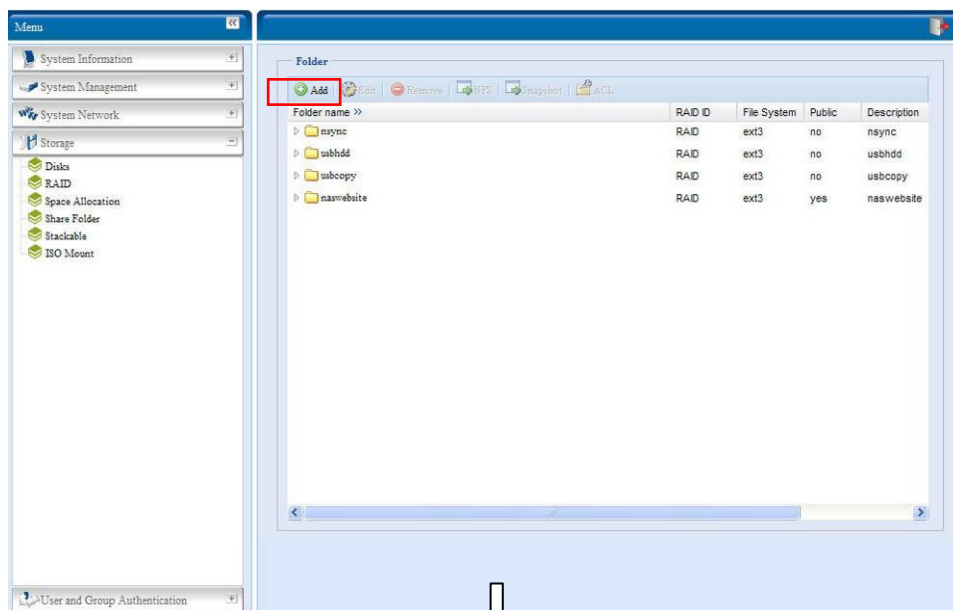 Menu
System Information
System Management
System Network
Storage
Disks
RAID
Space Allocation
Share Folder
Stackable
ISO Mount
User and Group Authentication
Folder
Add Edit Remove NFS Snapshot ACL
Folder name >> RAID ID File System Public Description
nsync RAID ext3 no nsync
usbhdd RAID ext3 no usbhdd
usbcopy RAID ext3 no usbcopy
naswebsite RAID ext3 yes naswebsite